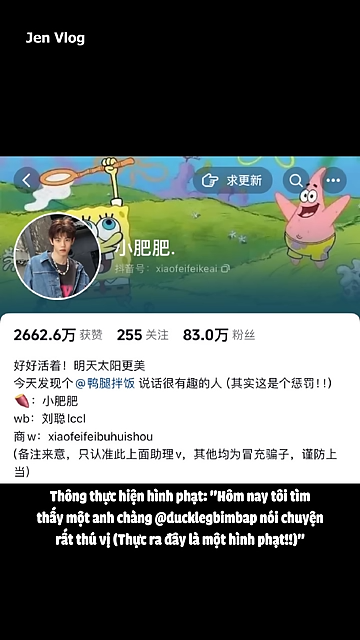 Jen Vlog
求更新
小肥肥.
抖音号：xiaofeifeikeai
2662.6万 获赞 255 关注 83.0万 粉丝
好好活着！明天太阳更美
今天发现个 @鸭腿拌饭 说话很有趣的人 (其实这是个惩罚!!)
🍠：小肥肥
wb：刘聪lccl
商w：xiaofeifeibuhuishou
(备注来意，只认准此上面助理v，其他均为冒充骗子，谨防上
当)
Thông thực hiện hình phạt: "Hôm nay tôi tìm
thấy một anh chàng @ducklegbimbap nói chuyện
rất thú vị (Thực ra đây là một hình phạt!!)"